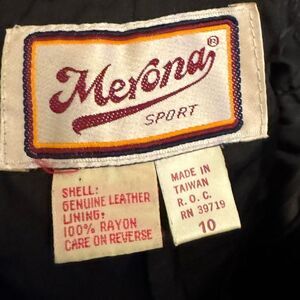 Merona®
SPORT
SHELL:
GENUINE LEATHER
LINING:
100% RAYON
CARE ON REVERSE
MADE IN
TAIWAN
R. O. C.
RN 39719
10